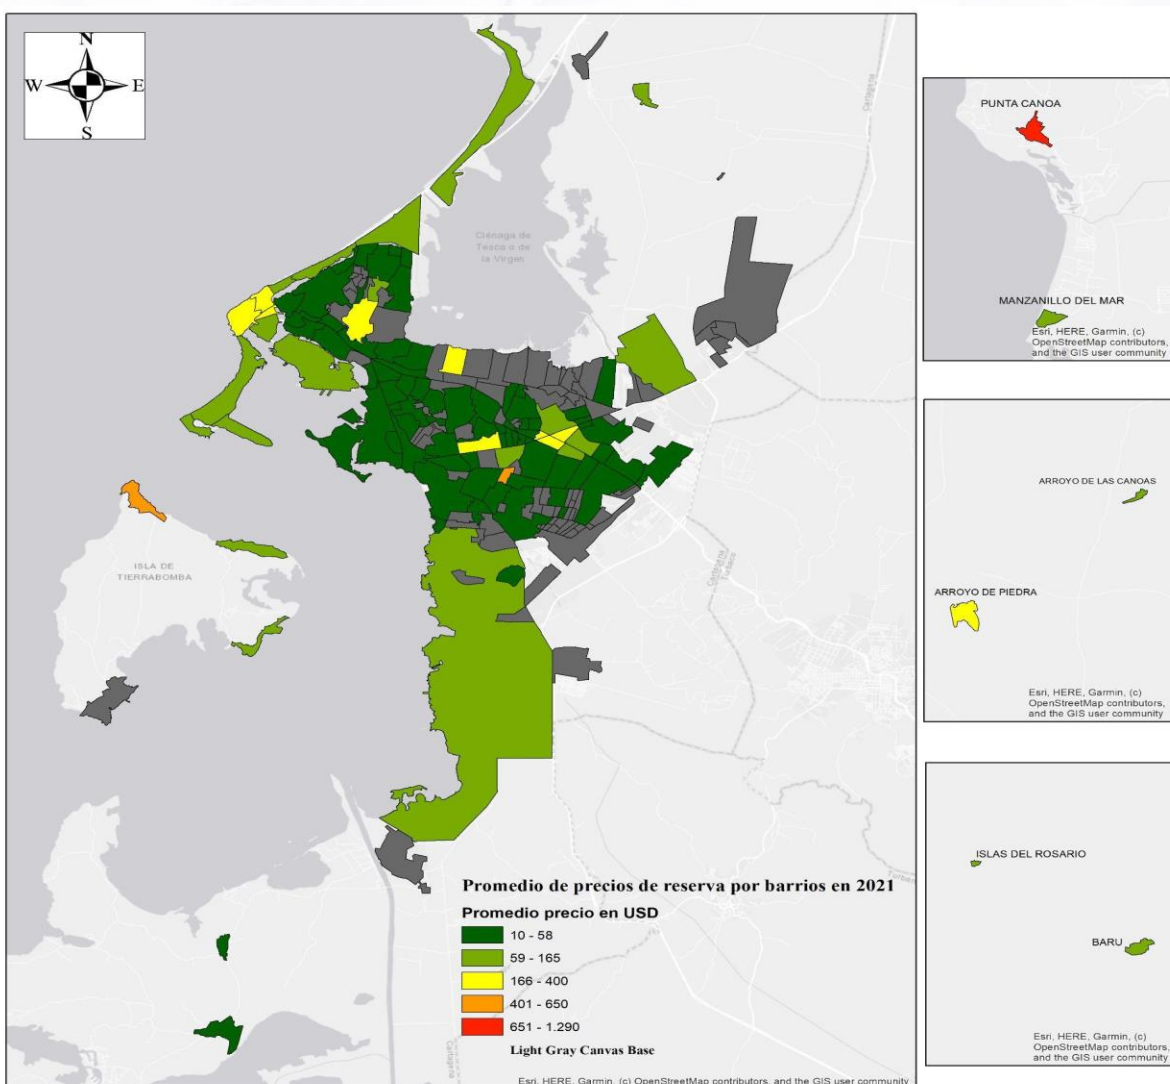 N
W E
S
Ciénaga de
Tesca o de
la Virgen
Cartagena
ISLA DE
TIERRABOMBA
Cartagena
Turbaco
Promedio de precios de reserva por barrios en 2021
Promedio precio en USD
10 - 58
59 - 165
166 - 400
401 - 650
651 - 1.290
Light Gray Canvas Base
Cartagena
Esri, HERE, Garmin, (c) OpenStreetMap contributors, and the GIS user community
PUNTA CANOA
MANZANILLO DEL MAR
Esri, HERE, Garmin, (c)
OpenStreetMap contributors,
and the GIS user community
ARROYO DE LAS CANOAS
ARROYO DE PIEDRA
Esri, HERE, Garmin, (c)
OpenStreetMap contributors,
and the GIS user community
ISLAS DEL ROSARIO
BARU
Esri, HERE, Garmin, (c)
OpenStreetMap contributors,
and the GIS user community